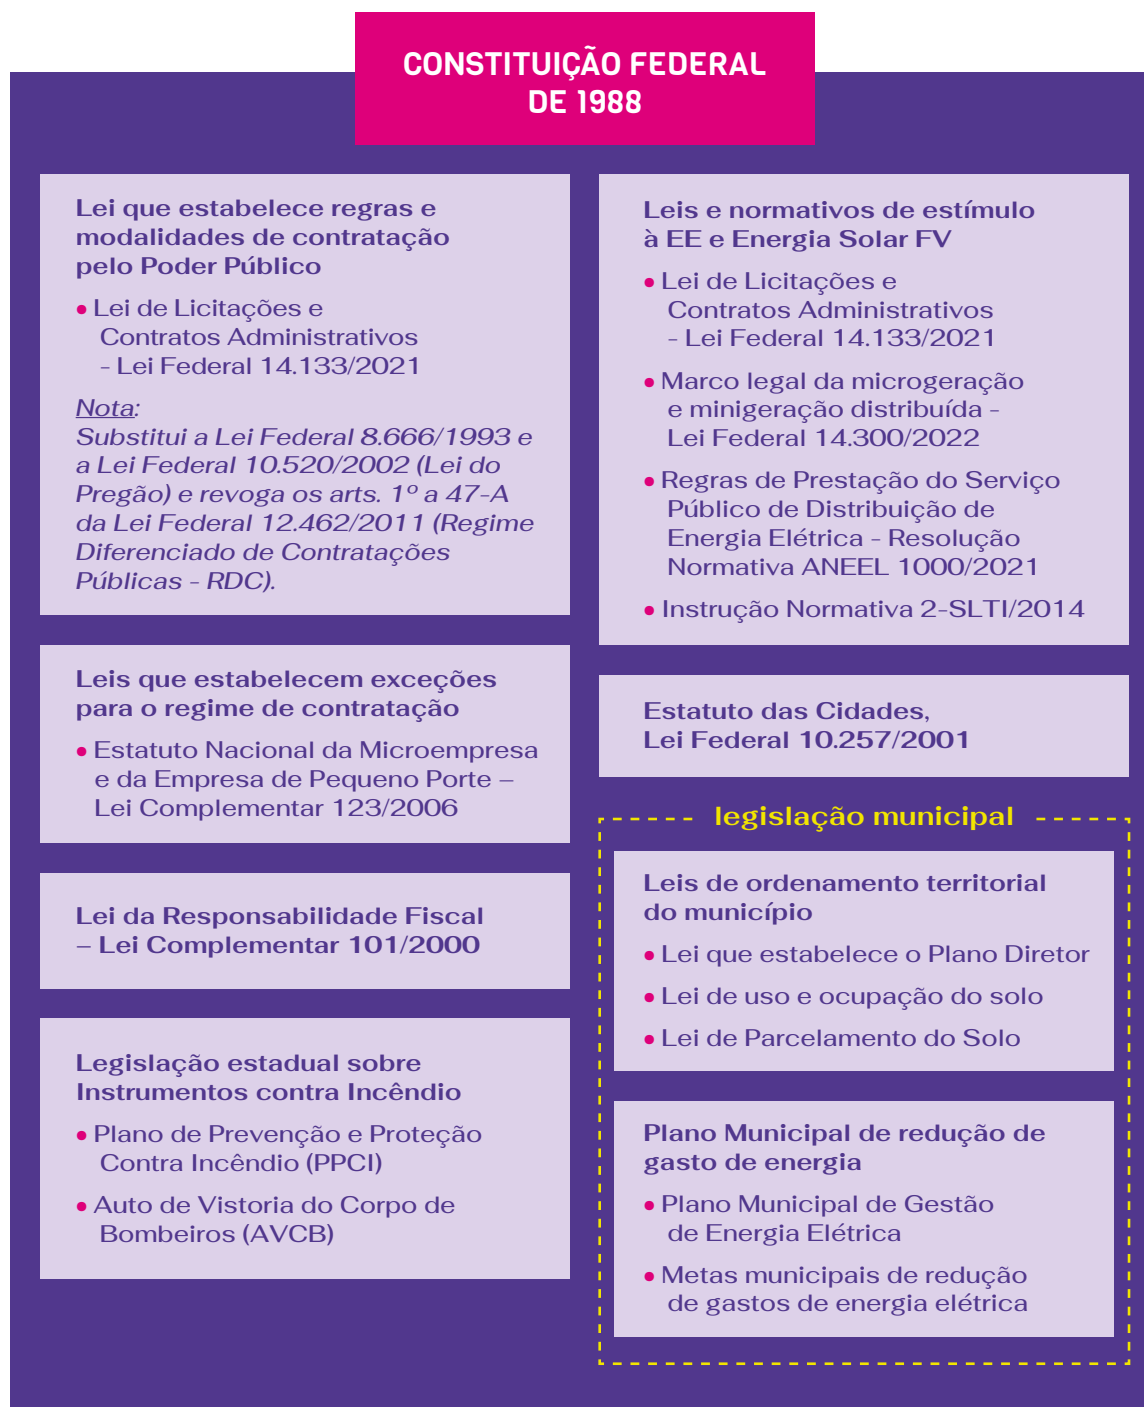 CONSTITUIÇÃO FEDERAL
DE 1988
Lei que estabelece regras e
modalidades de contratação
pelo Poder Público
• Lei de Licitações e
Contratos Administrativos
- Lei Federal 14.133/2021
Nota:
Substitui a Lei Federal 8.666/1993 e
a Lei Federal 10.520/2002 (Lei do
Pregão) e revoga os arts. 1º a 47-A
da Lei Federal 12.462/2011 (Regime
Diferenciado de Contratações
Públicas - RDC).
Leis que estabelecem exceções
para o regime de contratação
• Estatuto Nacional da Microempresa
e da Empresa de Pequeno Porte –
Lei Complementar 123/2006
Lei da Responsabilidade Fiscal
– Lei Complementar 101/2000
Legislação estadual sobre
Instrumentos contra Incêndio
• Plano de Prevenção e Proteção
Contra Incêndio (PPCI)
• Auto de Vistoria do Corpo de
Bombeiros (AVCB)
Leis e normativos de estímulo
à EE e Energia Solar FV
• Lei de Licitações e
Contratos Administrativos
- Lei Federal 14.133/2021
• Marco legal da microgeração
e minigeração distribuída -
Lei Federal 14.300/2022
• Regras de Prestação do Serviço
Público de Distribuição de
Energia Elétrica - Resolução
Normativa ANEEL 1000/2021
• Instrução Normativa 2-SLTI/2014
Estatuto das Cidades,
Lei Federal 10.257/2001
legislação municipal
Leis de ordenamento territorial
do município
• Lei que estabelece o Plano Diretor
• Lei de uso e ocupação do solo
• Lei de Parcelamento do Solo
Plano Municipal de redução de
gasto de energia
• Plano Municipal de Gestão
de Energia Elétrica
• Metas municipais de redução
de gastos de energia elétrica